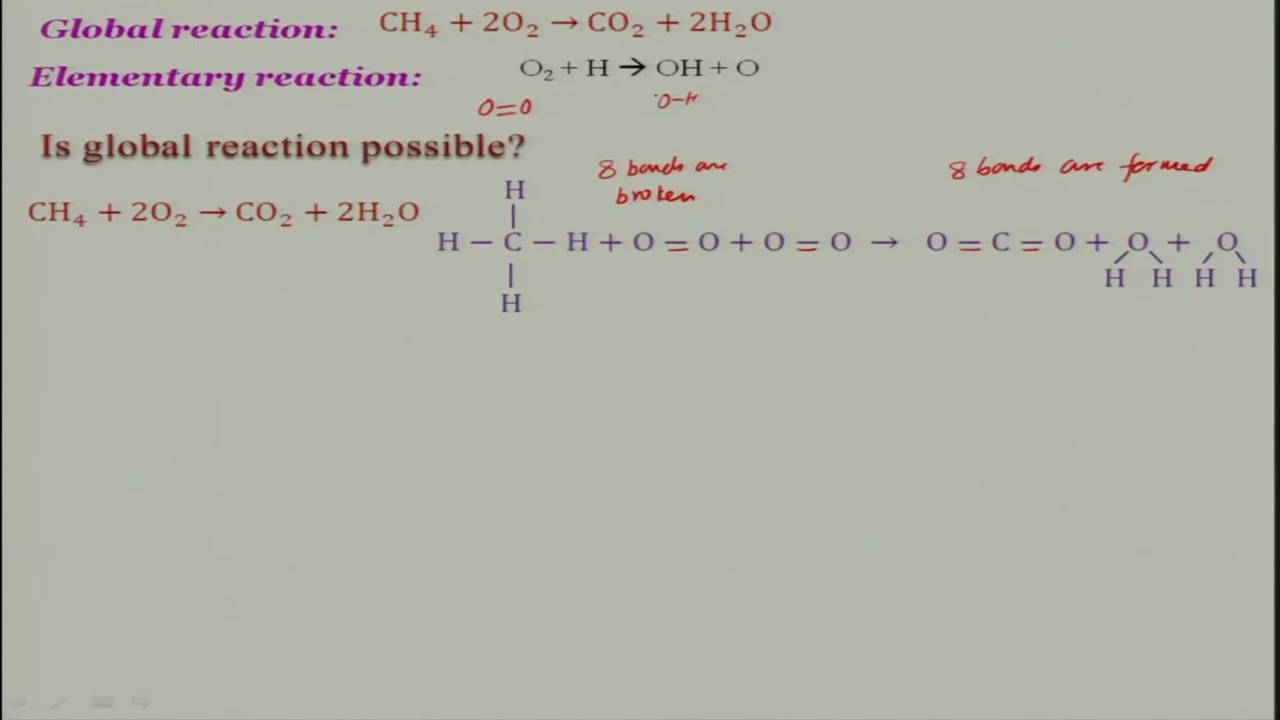 Global reaction: CH₄ + 2O₂ → CO₂ + 2H₂O
Elementary reaction: O₂ + H → OH + O
O=O ·O-H
Is global reaction possible?
8 bonds are broken
8 bonds are formed
CH₄ + 2O₂ → CO₂ + 2H₂O
H
|
H — C — H + O = O + O = O → O = C = O + O + O
| / \ / \
H H H H
H